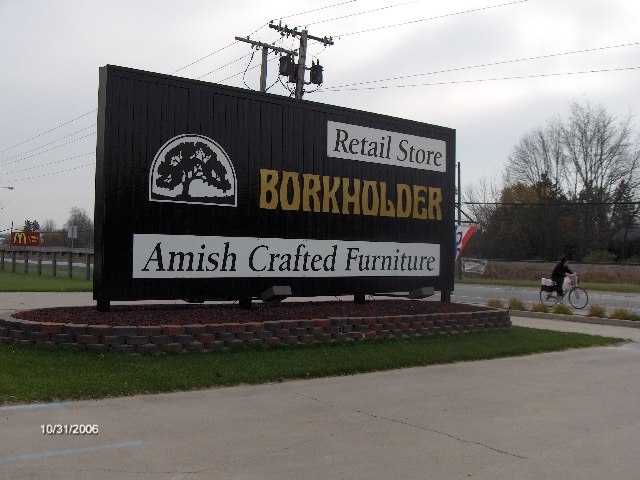 Retail Store
BORKHOLDER
Amish Crafted Furniture
10/31/2006